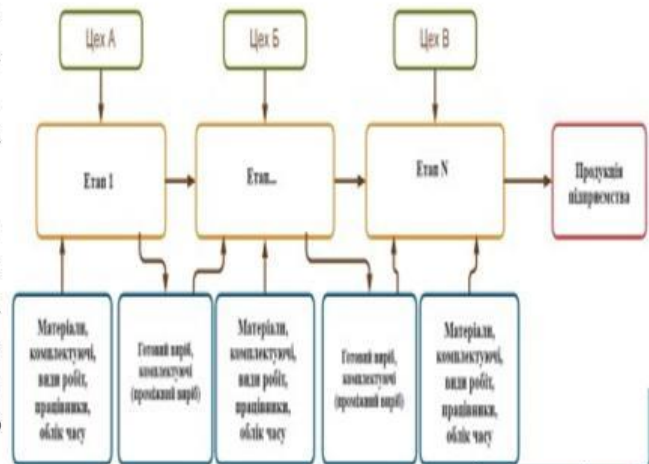 Цех А
Цех Б
Цех В
Етап 1
Етап...
Етап N
Продукція
підприємства
Матеріали,
комплектуючі,
види робіт,
працівники,
облік часу
Готовий виріб,
комплектуючі
(проміжний виріб)
Матеріали,
комплектуючі,
види робіт,
працівники,
облік часу
Готовий виріб,
комплектуючі
(проміжний виріб)
Матеріали,
комплектуючі,
види робіт,
працівники,
облік часу